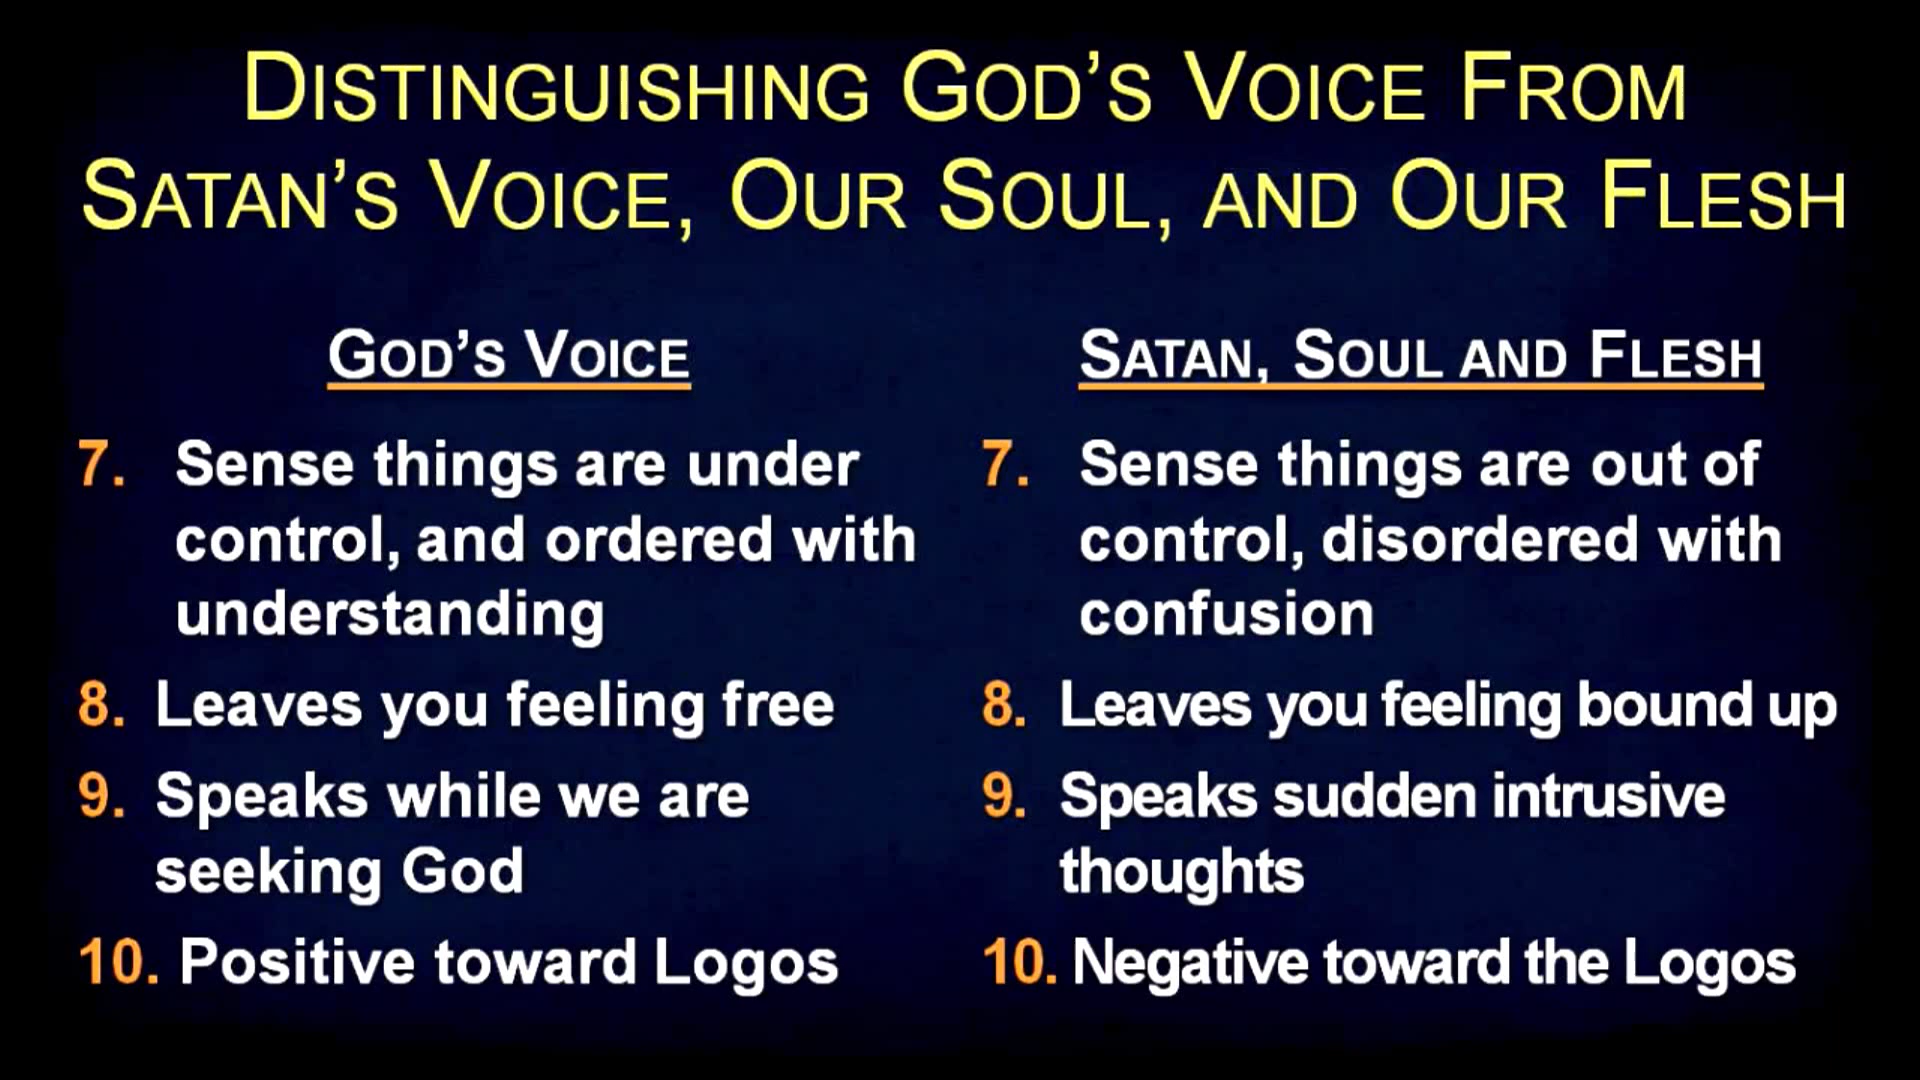 DISTINGUISHING GOD'S VOICE FROM
SATAN'S VOICE, OUR SOUL, AND OUR FLESH
GOD'S VOICE
7. Sense things are under
control, and ordered with
understanding
8. Leaves you feeling free
9. Speaks while we are
seeking God
10. Positive toward Logos
SATAN, SOUL AND FLESH
7. Sense things are out of
control, disordered with
confusion
8. Leaves you feeling bound up
9. Speaks sudden intrusive
thoughts
10. Negative toward the Logos